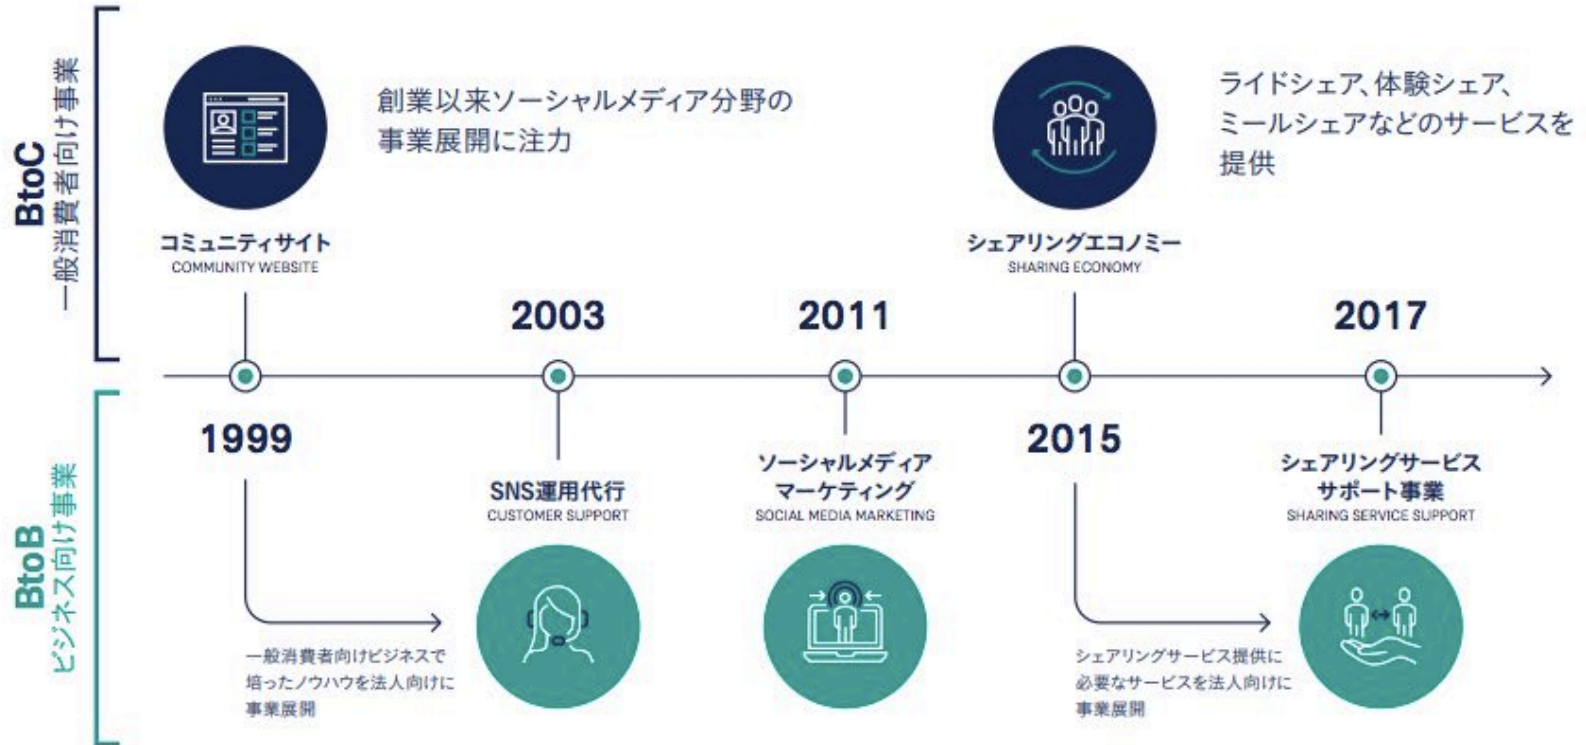 BtoC
一般消費者向け事業
創業以来ソーシャルメディア分野の
事業展開に注力
コミュニティサイト
COMMUNITY WEBSITE
ライドシェア、体験シェア、
ミールシェアなどのサービスを
提供
シェアリングエコノミー
SHARING ECONOMY
2003
2011
2017
1999
2015
BtoB
ビジネス向け事業
一般消費者向けビジネスで
培ったノウハウを法人向けに
事業展開
SNS運用代行
CUSTOMER SUPPORT
ソーシャルメディア
マーケティング
SOCIAL MEDIA MARKETING
シェアリングサービス提供に
必要なサービスを法人向けに
事業展開
シェアリングサービス
サポート事業
SHARING SERVICE SUPPORT